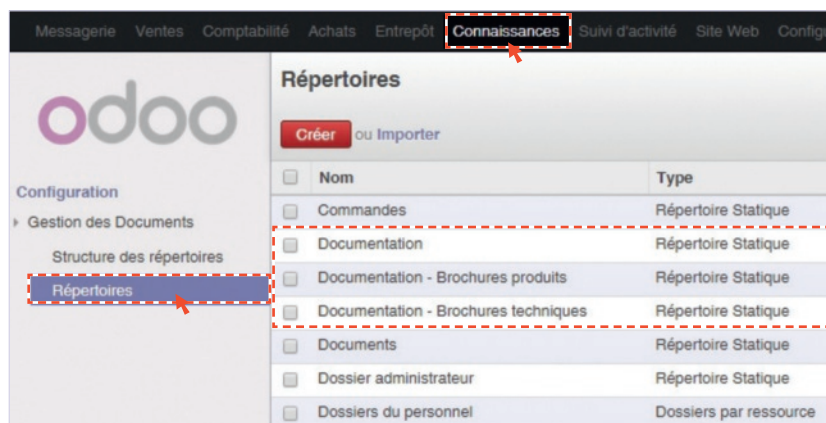 Messagerie Ventes Comptabilité Achats Entrepôt Connaissances Suivi d'activité Site Web
odoo
Configuration
Gestion des Documents
Structure des répertoires
Répertoires
Répertoires
Créer ou Importer
Nom Type
Commandes Répertoire Statique
Documentation Répertoire Statique
Documentation - Brochures produits Répertoire Statique
Documentation - Brochures techniques Répertoire Statique
Documents Répertoire Statique
Dossier administrateur Répertoire Statique
Dossiers du personnel Dossiers par ressource